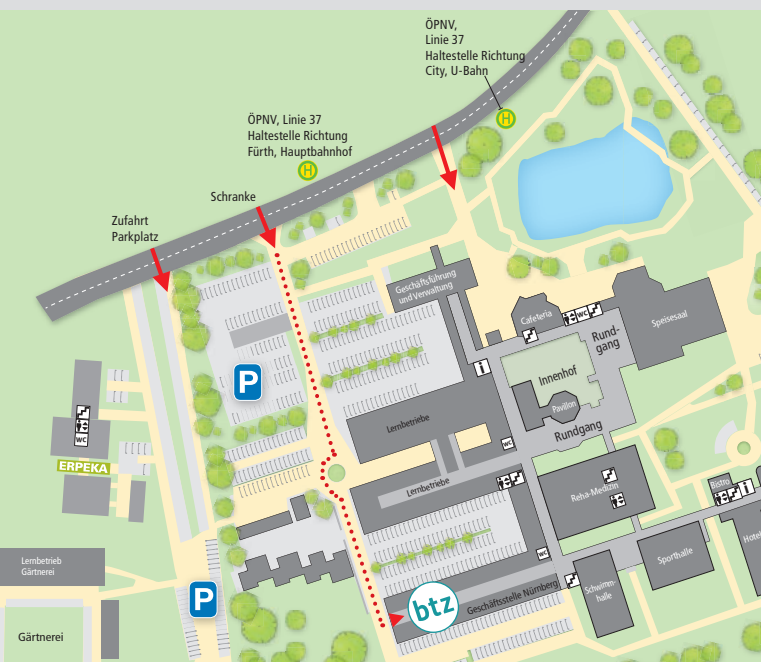 ÖPNV,
Linie 37
Haltestelle Richtung
City, U-Bahn
H
ÖPNV, Linie 37
Haltestelle Richtung
Fürth, Hauptbahnhof
H
Schranke
Zufahrt
Parkplatz
Geschäftsführung
und Verwaltung
Cafeteria
WC
Speisesaal
Rund-
gang
i
Innenhof
P
Pavillon
Lernbetriebe
Rundgang
WC
WC
ERPEKA
Lernbetriebe
Reha-Medizin
Bistro
i
Hotel
WC
Sporthalle
Lernbetrieb
Gärtnerei
P
btz
Geschäftsstelle Nürnberg
Schwimm-
halle
Gärtnerei